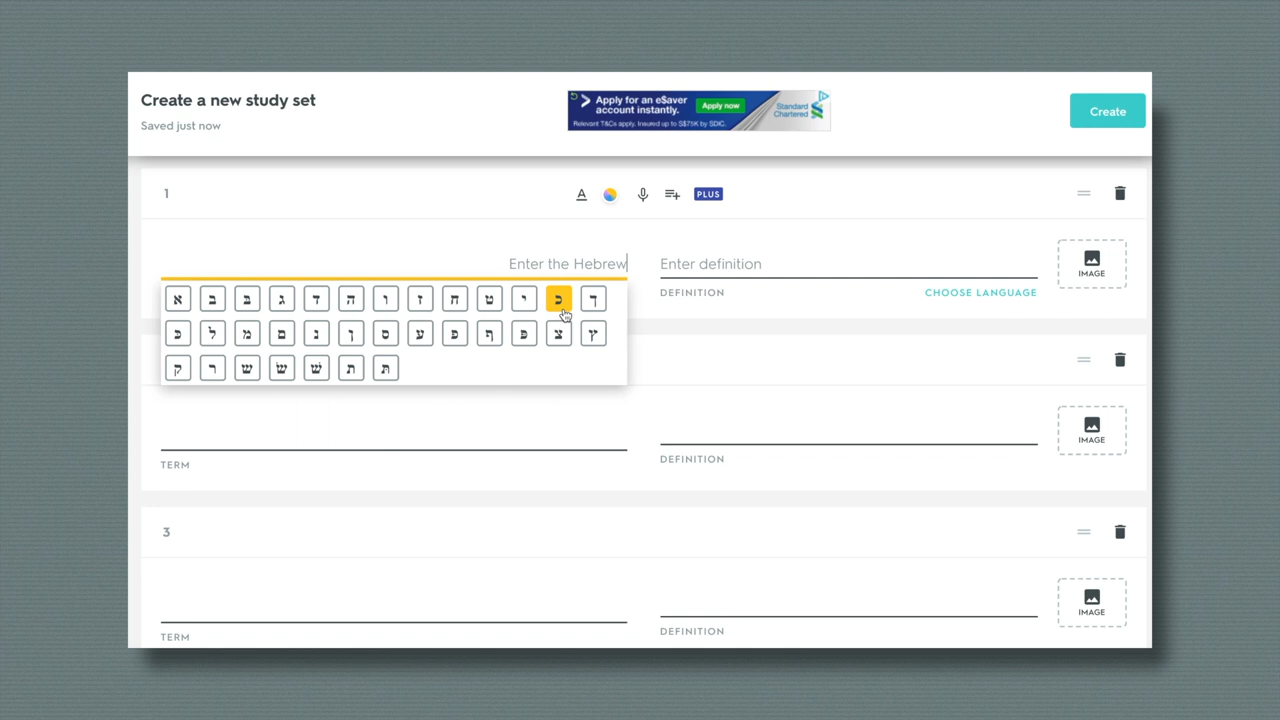 Create a new study set
Saved just now
Apply for an e$aver
account instantly.
Apply now
Relevant T&Cs apply. Insured up to S$75K by SDIC.
Standard
Chartered
Create
1
PLUS
Enter the Hebrew
Enter definition
IMAGE
DEFINITION
CHOOSE LANGUAGE
א ב בּ ג ד ה ו ז ח ט י כ ך
כּ ל מ ם נ ן ס ע פ ף פּ צ ץ
ק ר ש שׂ שׁ ת תּ
IMAGE
TERM
DEFINITION
3
IMAGE
TERM
DEFINITION